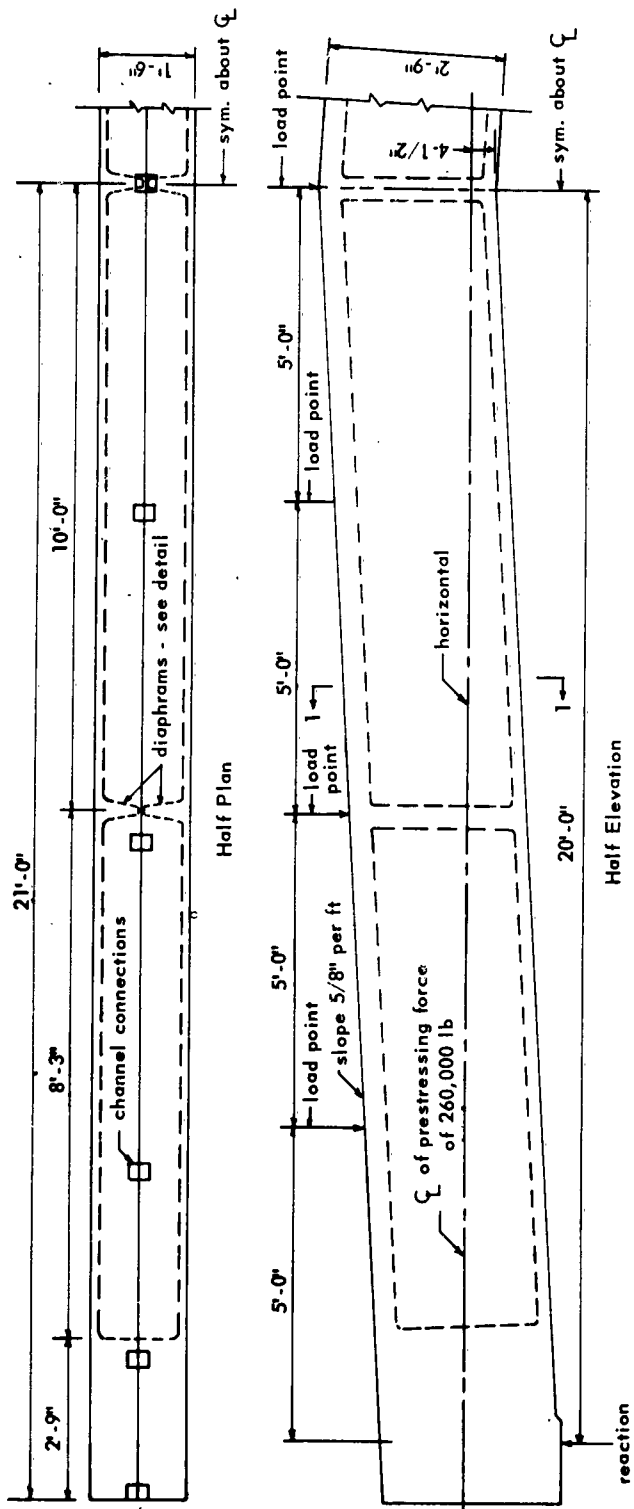 21'-0"
2'-9"
8'-3"
10'-0"
1'-6"
channel connections
diaphrams - see detail
sym. about ℄
Half Plan
5'-0"
5'-0"
5'-0"
5'-0"
load point
load
point
load point
load point
slope 5/8" per ft
1
1
2'-9"
4-1/2"
℄ of prestressing force
of 260,000 lb
horizontal
sym. about ℄
reaction
20'-0"
Half Elevation